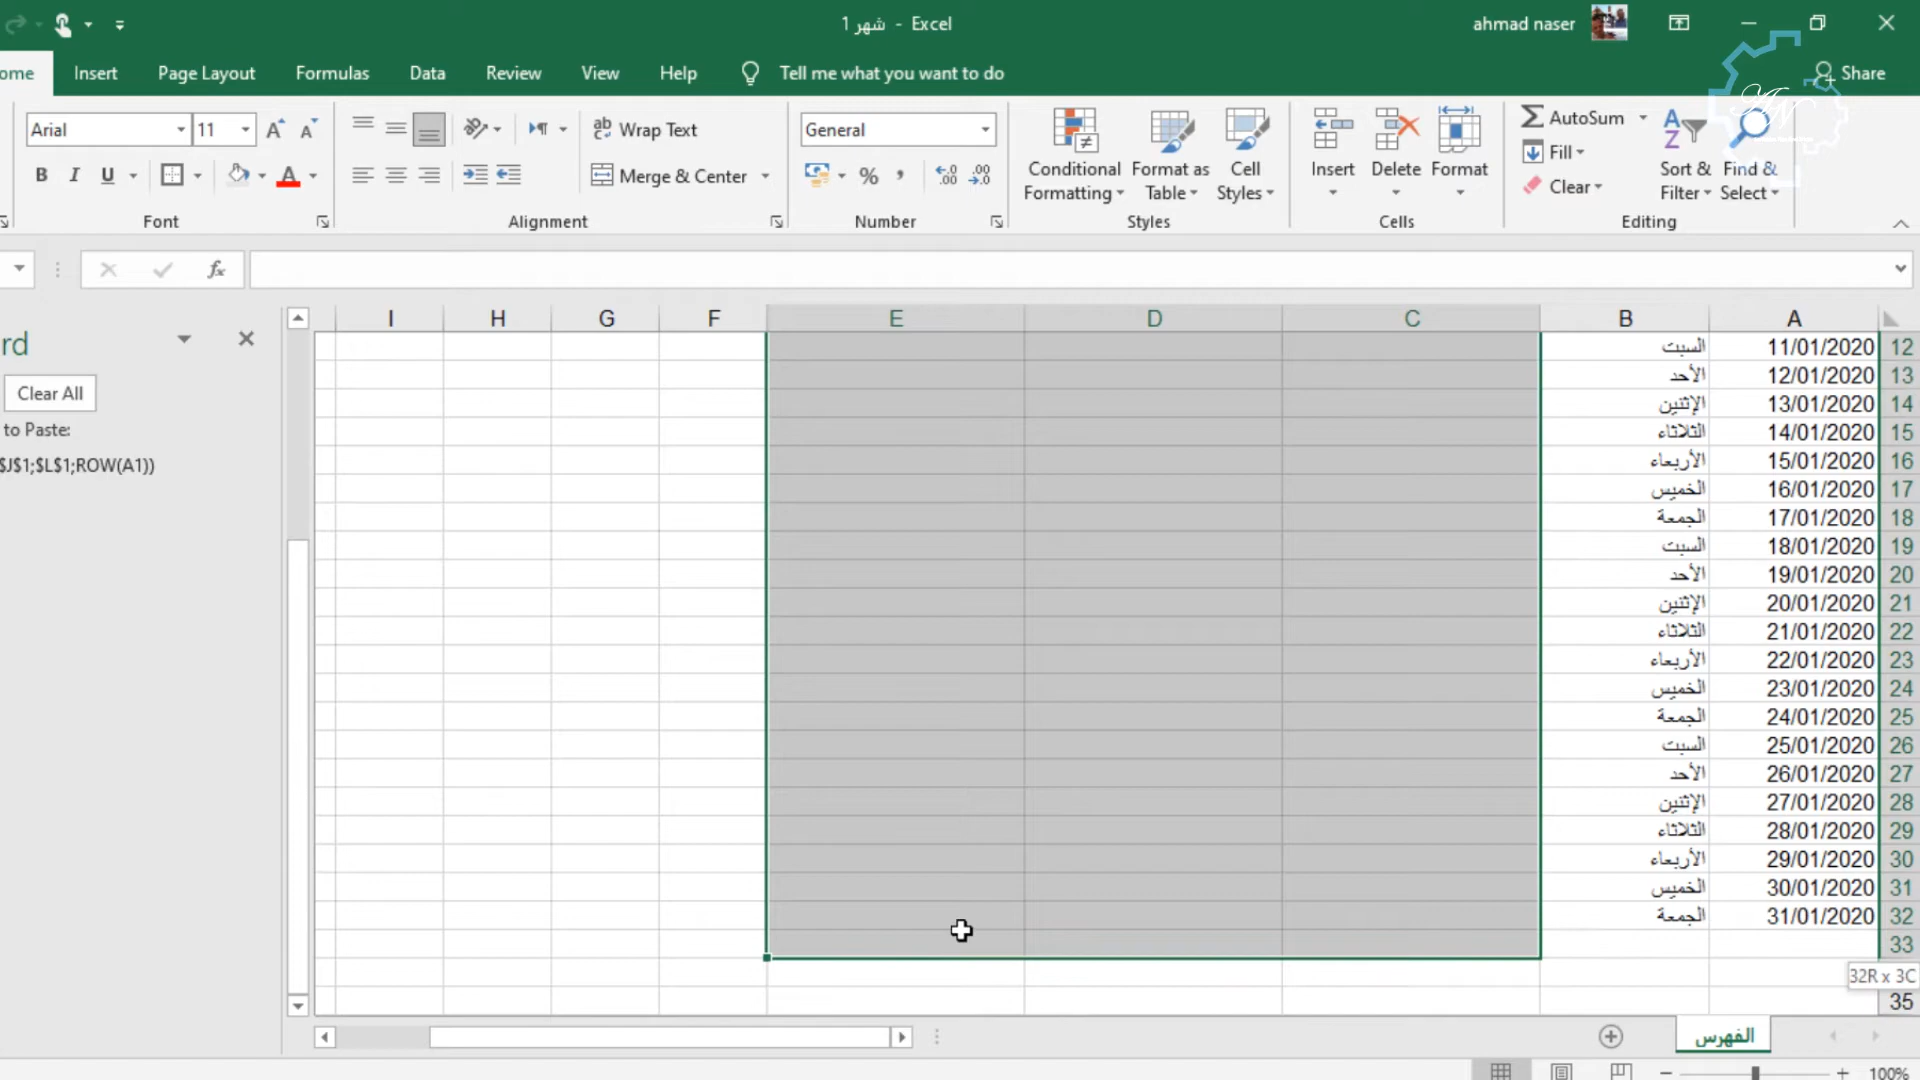 شهر 1 - Excel
ahmad naser
ome
Insert
Page Layout
Formulas
Data
Review
View
Help
Tell me what you want to do
Share
Arial
11
Wrap Text
General
Conditional Formatting
Format as Table
Cell Styles
Insert
Delete
Format
AutoSum
Fill
Clear
Sort & Filter
Find & Select
B I U
Merge & Center
Font
Alignment
Number
Styles
Cells
Editing
fx
I H G F E D C B A
rd
Clear All
to Paste:
$J$1;$L$1;ROW(A1))
السبت 11/01/2020 12
الأحد 12/01/2020 13
الإثنين 13/01/2020 14
الثلاثاء 14/01/2020 15
الأربعاء 15/01/2020 16
الخميس 16/01/2020 17
الجمعة 17/01/2020 18
السبت 18/01/2020 19
الأحد 19/01/2020 20
الإثنين 20/01/2020 21
الثلاثاء 21/01/2020 22
الأربعاء 22/01/2020 23
الخميس 23/01/2020 24
الجمعة 24/01/2020 25
السبت 25/01/2020 26
الأحد 26/01/2020 27
الإثنين 27/01/2020 28
الثلاثاء 28/01/2020 29
الأربعاء 29/01/2020 30
الخميس 30/01/2020 31
الجمعة 31/01/2020 32
33
32R x 3C
35
الفهرس
100%